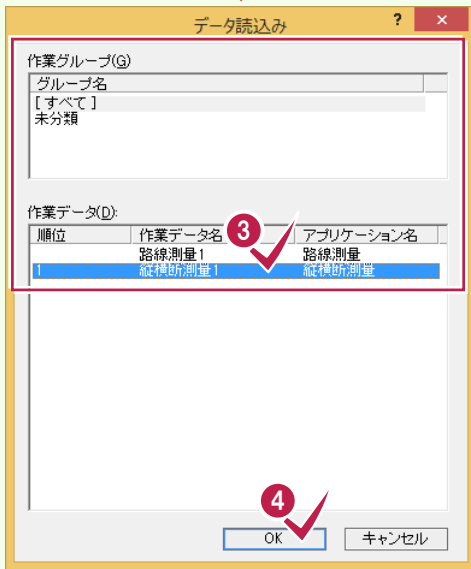 データ読込み ? ×
作業グループ(G)
グループ名
[すべて]
未分類
作業データ(D):
順位 作業データ名 アプリケーション名
路線測量1 路線測量
1 縦横断測量1 縦横断測量
3
4
OK キャンセル